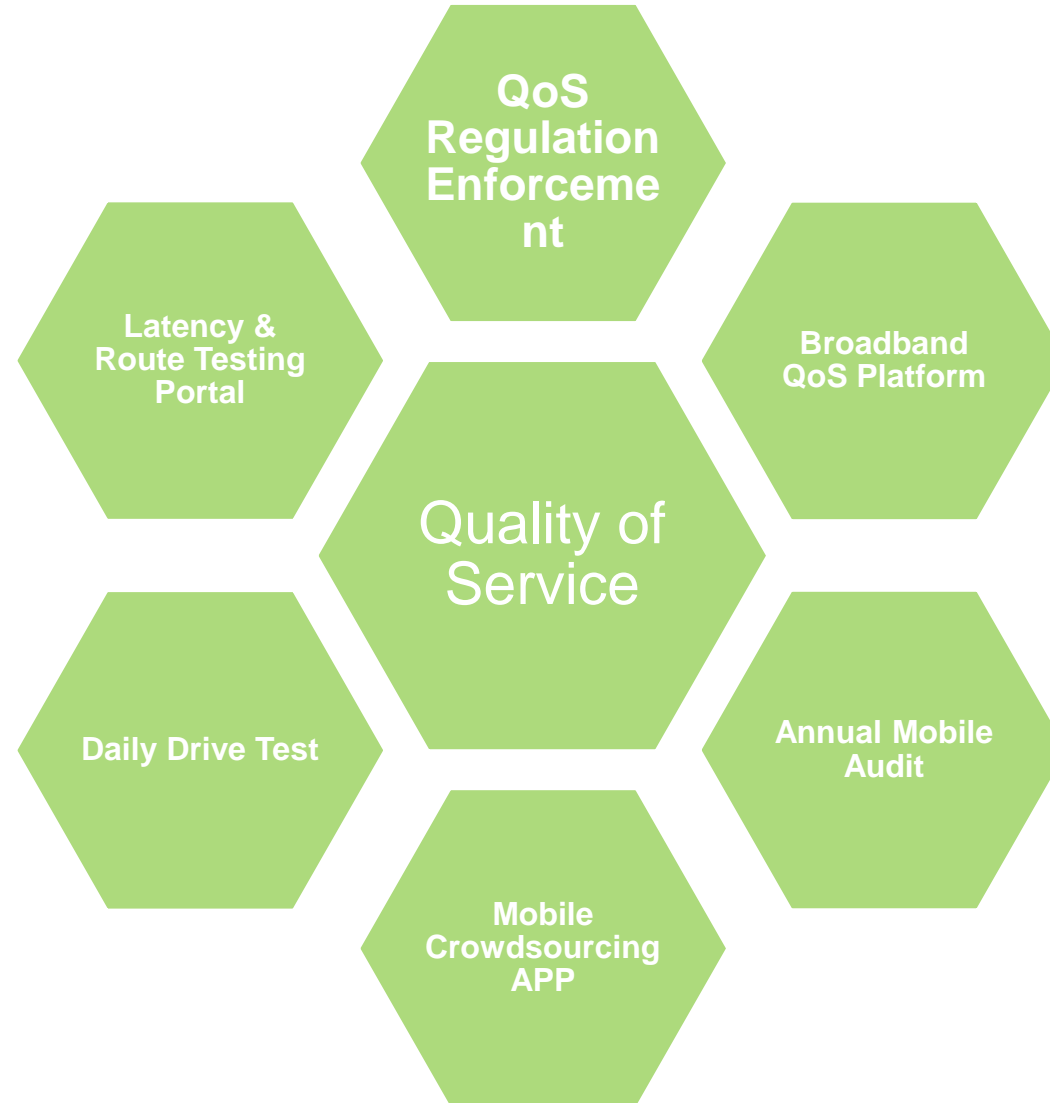 QoS
Regulation
Enforceme
nt
Latency &
Route Testing
Portal
Broadband
QoS Platform
Quality of
Service
Daily Drive Test
Annual Mobile
Audit
Mobile
Crowdsourcing
APP